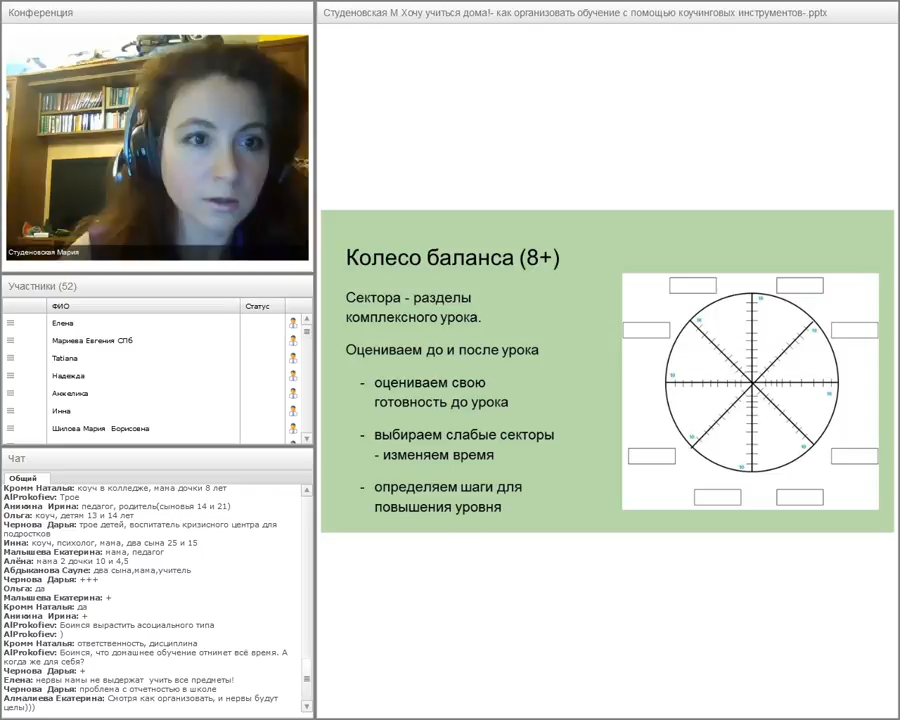 Конференция
Студеновская Мария
Участники (52)
ФИО Статус
Елена
Мариева Евгения СПб
Tatiana
Надежда
Анжелика
Инна
Шилова Мария Борисовна
Чат
Общий
Кромм Наталья: коуч в колледже, мама дочки 8 лет
AlProkofiev: Трое
Аникина Ирина: педагог, родитель(сыновья 14 и 21)
Ольга: коуч, детям 13 и 14 лет
Чернова Дарья: трое детей, воспитатель кризисного центра для
подростков
Инна: коуч, психолог, мама, два сына 25 и 15
Малышева Екатерина: мама, педагог
Алёна: мама 2 дочки 10 и 4,5
Абдыканова Сауле: два сына,мама,учитель
Чернова Дарья: +++
Ольга: да
Малышева Екатерина: +
Кромм Наталья: да
Аникина Ирина: +
AlProkofiev: Боимся вырастить асоциального типа
AlProkofiev: )
Кромм Наталья: ответственность, дисциплина
AlProkofiev: Боимся, что домашнее обучение отнимет всё время. А
когда же для себя?
Чернова Дарья: +
Елена: нервы мамы не выдержат учить все предметы!
Чернова Дарья: проблема с отчетностью в школе
Алмалиева Екатерина: Смотря как организовать, и нервы будут
целы)))
Студеновская М Хочу учиться дома!- как организовать обучение с помощью коучинговых инструментов-.pptx
Колесо баланса (8+)
Сектора - разделы
комплексного урока.
Оцениваем до и после урока
- оцениваем свою
готовность до урока
- выбираем слабые секторы
- изменяем время
- определяем шаги для
повышения уровня